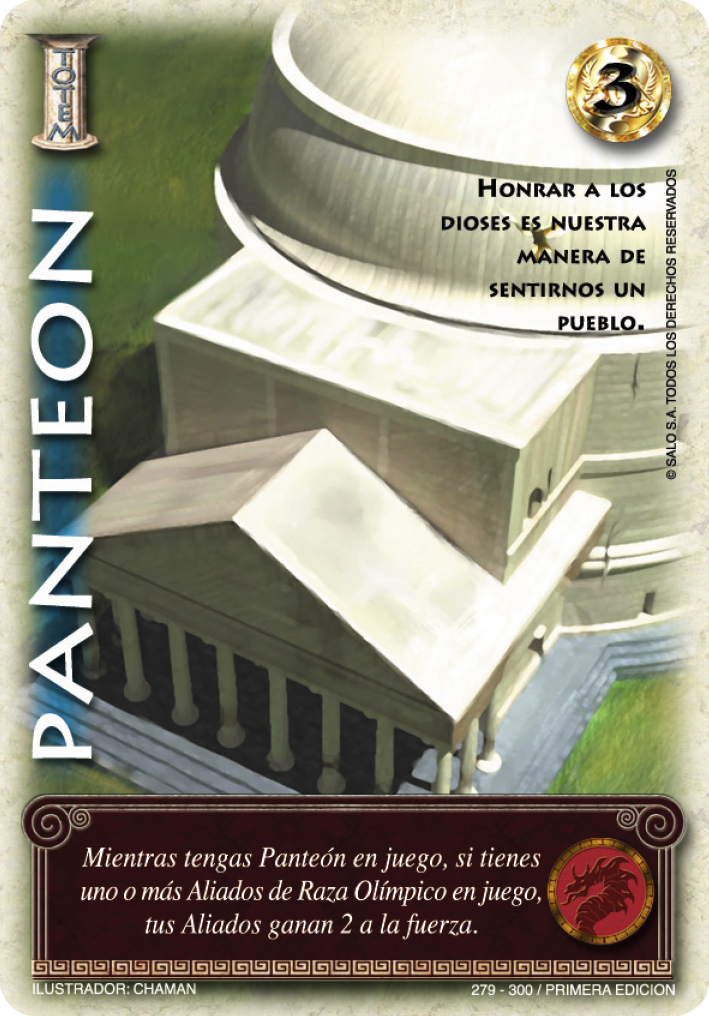 TOTEM
3
PANTEON
HONRAR A LOS
DIOSES ES NUESTRA
MANERA DE
SENTIRNOS UN
PUEBLO.
© SALO S.A. TODOS LOS DERECHOS RESERVADOS
Mientras tengas Panteón en juego, si tienes
uno o más Aliados de Raza Olímpico en juego,
tus Aliados ganan 2 a la fuerza.
ILUSTRADOR: CHAMAN
279 - 300 / PRIMERA EDICION